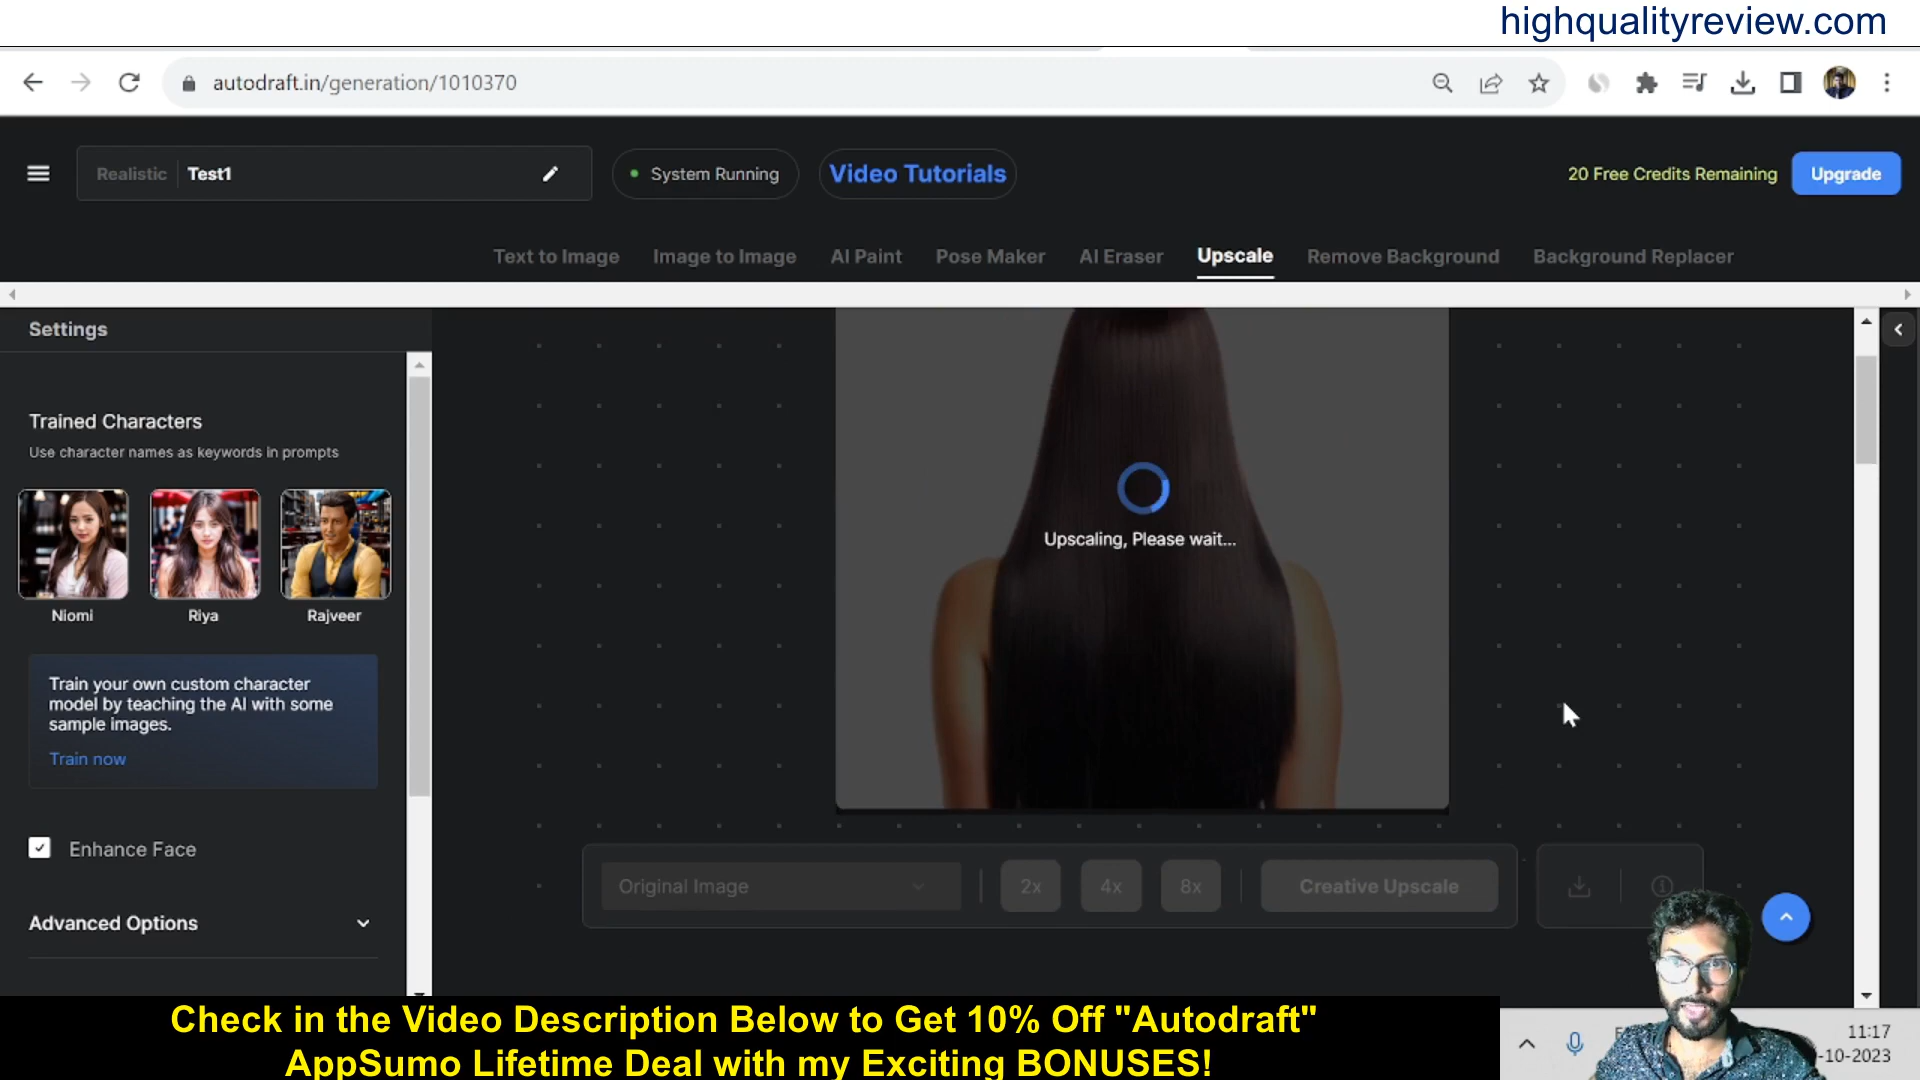 highqualityreview.com
autodraft.in/generation/1010370
Realistic Test1
System Running
Video Tutorials
20 Free Credits Remaining
Upgrade
Text to Image Image to Image AI Paint Pose Maker AI Eraser Upscale Remove Background Background Replacer
Settings
Trained Characters
Use character names as keywords in prompts
Niomi Riya Rajveer
Train your own custom character
model by teaching the AI with some
sample images.
Train now
Enhance Face
Advanced Options
Upscaling, Please wait...
Original Image 2x 4x 8x Creative Upscale
Check in the Video Description Below to Get 10% Off "Autodraft"
AppSumo Lifetime Deal with my Exciting BONUSES!
11:17
-10-2023